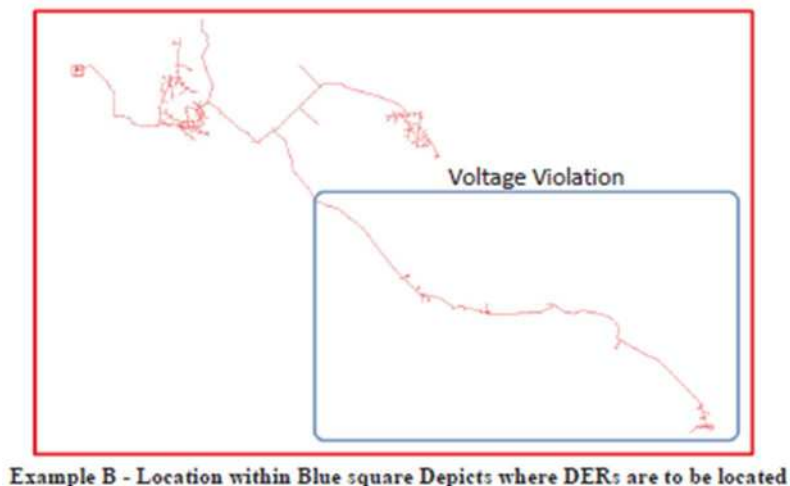 Voltage Violation
Example B - Location within Blue square Depicts where DERs are to be located